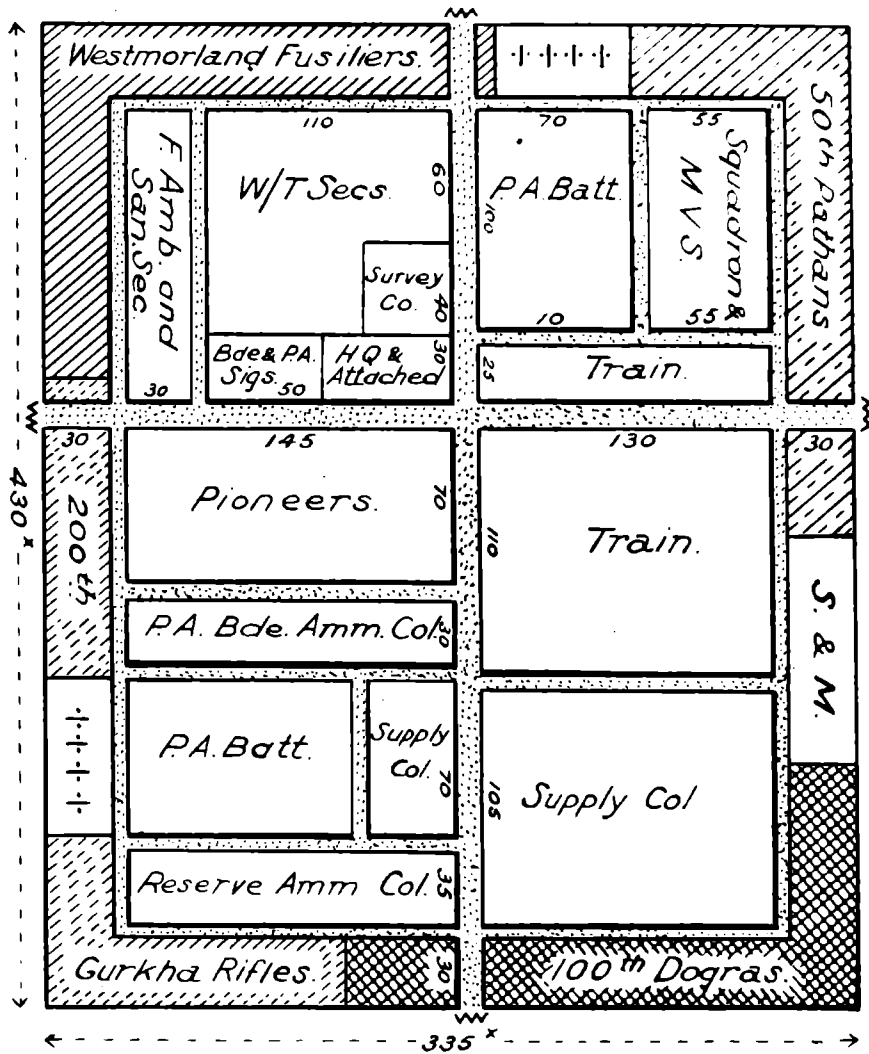 Westmorland Fusiliers.
50th Pathans
110
60
F. Amb. and
San. Sec
30
W/T Secs.
Survey
Co.
40
Bde & P.A.
Sigs. 50
HQ &
Attached
30
70
100
P.A. Batt.
10
55
Squadron &
M V S.
55
25
Train.
30
200th
145
Pioneers.
70
P.A. Bde. Amm. Col.
30
P.A. Batt.
Supply
Col.
70
Reserve Amm Col.
35
130
110
Train.
30
S. & M.
105
Supply Col
Gurkha Rifles.
30
100th Dogras
430 x
335 x